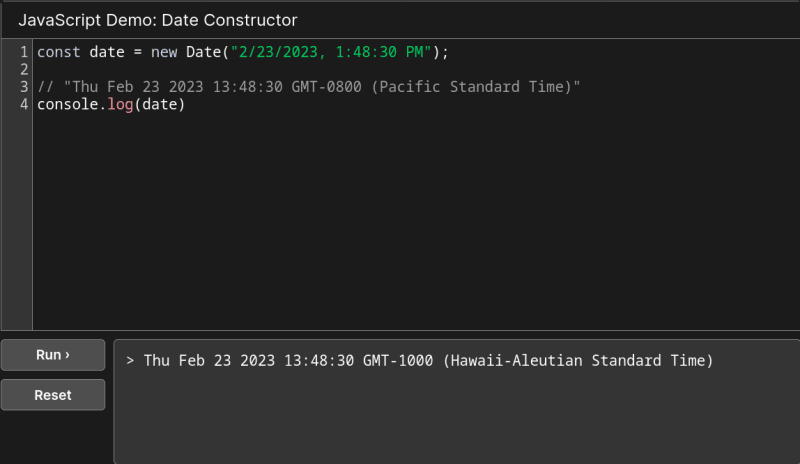 JavaScript Demo: Date Constructor
1 const date = new Date("2/23/2023, 1:48:30 PM");
2
3 // "Thu Feb 23 2023 13:48:30 GMT-0800 (Pacific Standard Time)"
4 console.log(date)
Run ›
> Thu Feb 23 2023 13:48:30 GMT-1000 (Hawaii-Aleutian Standard Time)
Reset